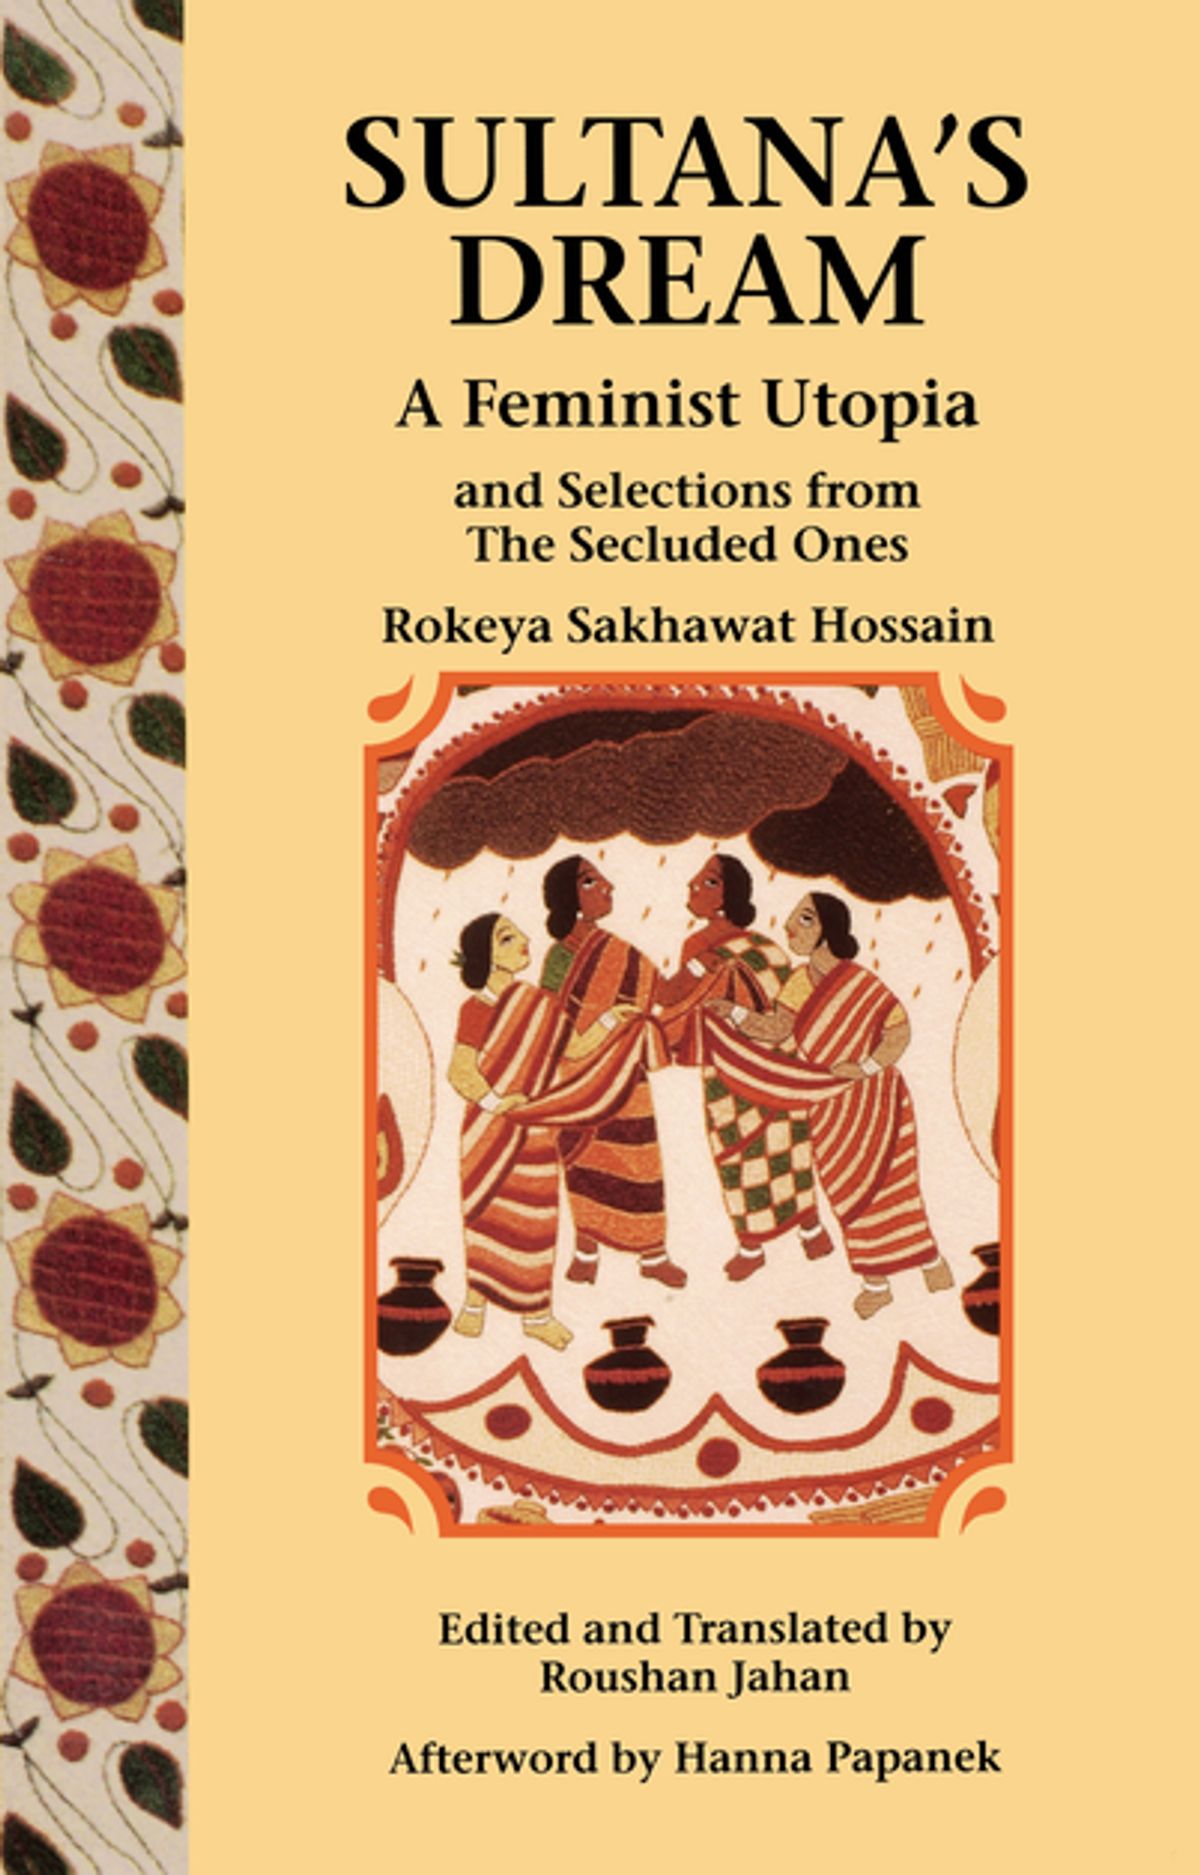 SULTANA'S
DREAM
A Feminist Utopia
and Selections from
The Secluded Ones
Rokeya Sakhawat Hossain
Edited and Translated by
Roushan Jahan
Afterword by Hanna Papanek